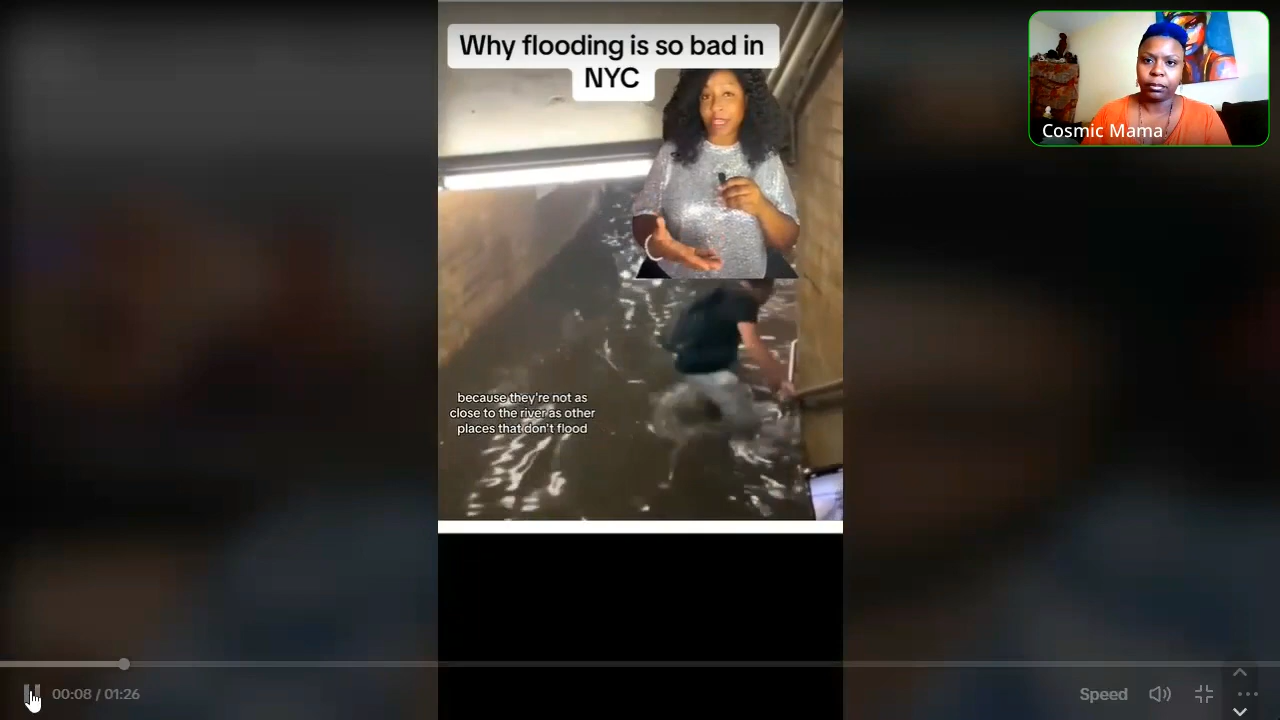 Why flooding is so bad in
NYC
Cosmic Mama
because they're not as
close to the river as other
places that don't flood
00:08 / 01:26
Speed